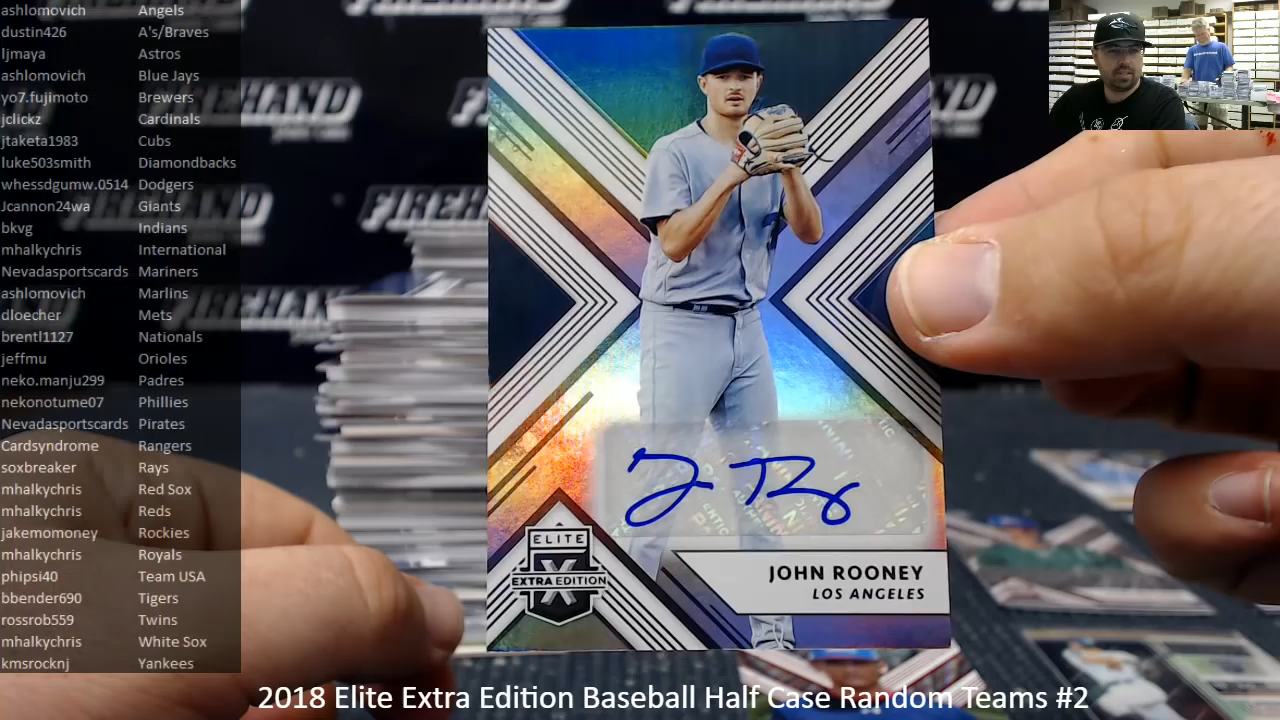 ashlomovich Angels
dustin426 A's/Braves
ljmaya Astros
ashlomovich Blue Jays
yo7.fujimoto Brewers
jclickz Cardinals
jtaketa1983 Cubs
luke503smith Diamondbacks
whessdgumw.0514 Dodgers
Jcannon24wa Giants
bkvg Indians
mhalkychris International
Nevadasportscards Mariners
ashlomovich Marlins
dloecher Mets
brentl1127 Nationals
jeffmu Orioles
neko.manju299 Padres
nekonotume07 Phillies
Nevadasportscards Pirates
Cardsyndrome Rangers
soxbreaker Rays
mhalkychris Red Sox
mhalkychris Reds
jakemomoney Rockies
mhalkychris Royals
phipsi40 Team USA
bbender690 Tigers
rossrob559 Twins
mhalkychris White Sox
kmsrocknj Yankees
FIREHAND
ELITE
X
EXTRA EDITION
JOHN ROONEY
LOS ANGELES
2018 Elite Extra Edition Baseball Half Case Random Teams #2